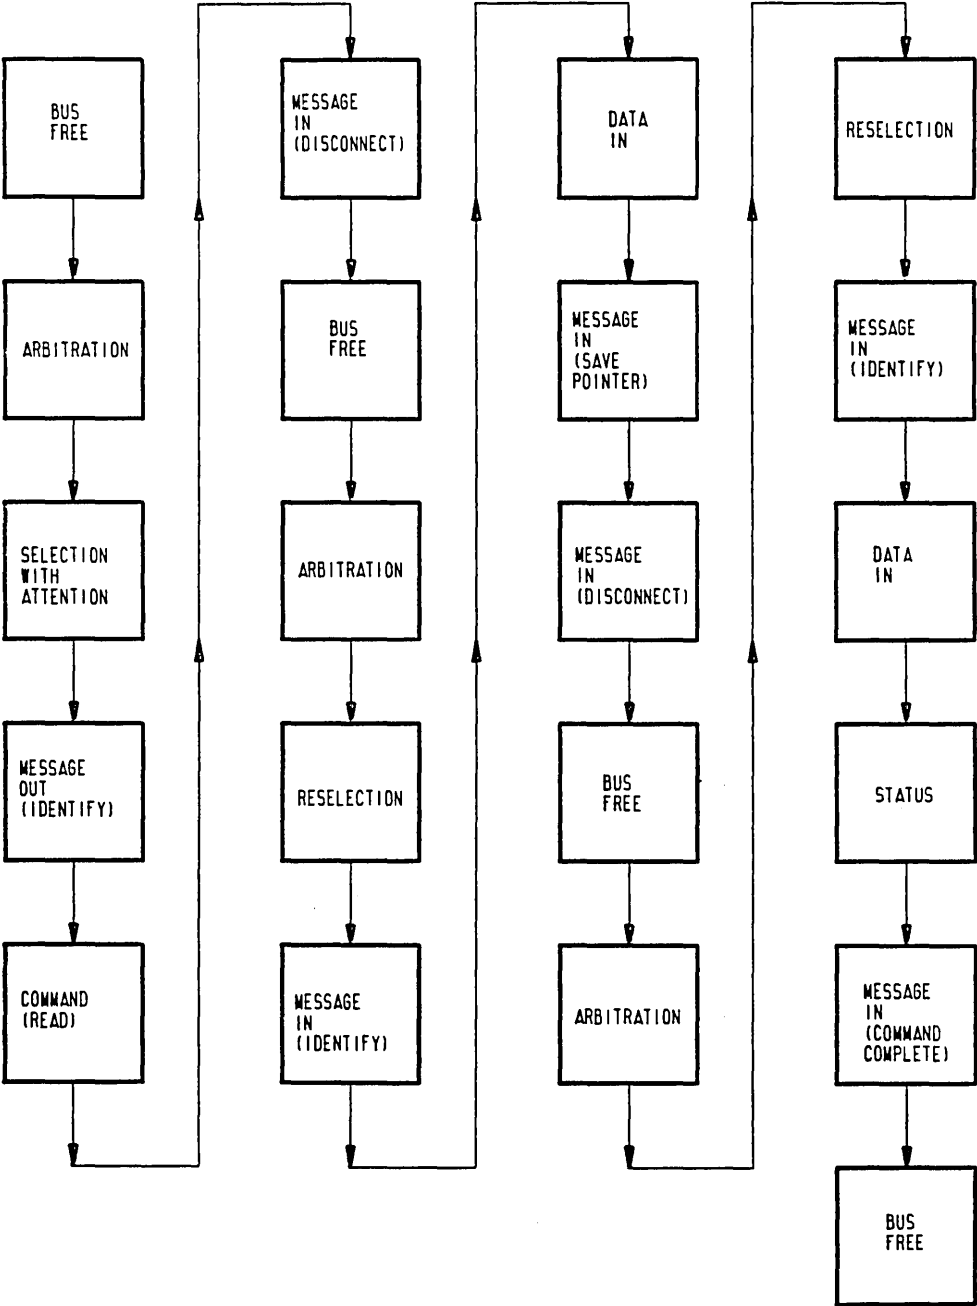 BUS
FREE
ARBITRATION
SELECTION
WITH
ATTENTION
MESSAGE
OUT
(IDENTIFY)
COMMAND
(READ)
MESSAGE
IN
(DISCONNECT)
BUS
FREE
ARBITRATION
RESELECTION
MESSAGE
IN
(IDENTIFY)
DATA
IN
MESSAGE
IN
(SAVE
POINTER)
MESSAGE
IN
(DISCONNECT)
BUS
FREE
ARBITRATION
RESELECTION
MESSAGE
IN
(IDENTIFY)
DATA
IN
STATUS
MESSAGE
IN
(COMMAND
COMPLETE)
BUS
FREE